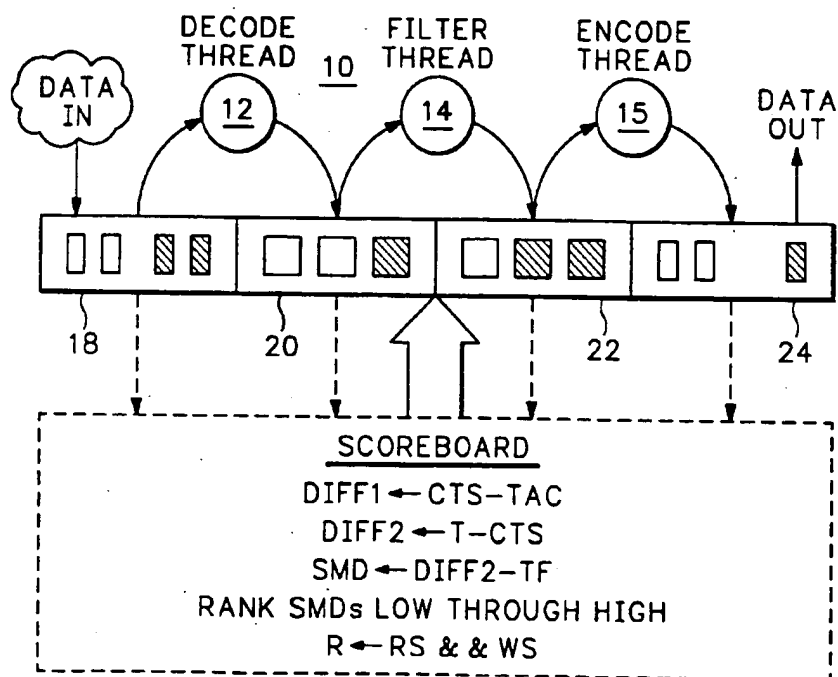 DECODE
THREAD
10
FILTER
THREAD
ENCODE
THREAD
DATA
IN
12
14
15
DATA
OUT
18
20
22
24
SCOREBOARD
DIFF1←CTS-TAC
DIFF2←T-CTS
SMD←DIFF2-TF
RANK SMDs LOW THROUGH HIGH
R←RS & & WS